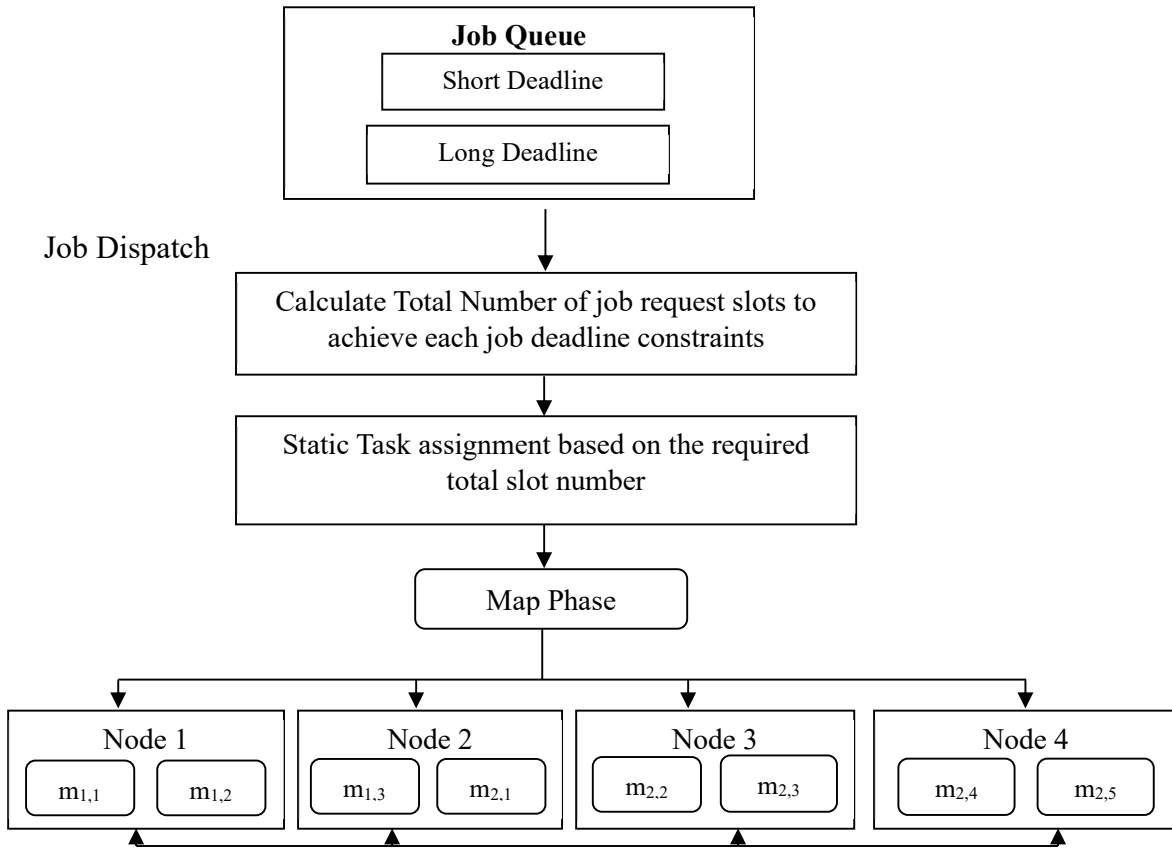 Job Queue
Short Deadline
Long Deadline
Job Dispatch
Calculate Total Number of job request slots to
achieve each job deadline constraints
Static Task assignment based on the required
total slot number
Map Phase
Node 1
m1,1
m1,2
Node 2
m1,3
m2,1
Node 3
m2,2
m2,3
Node 4
m2,4
m2,5